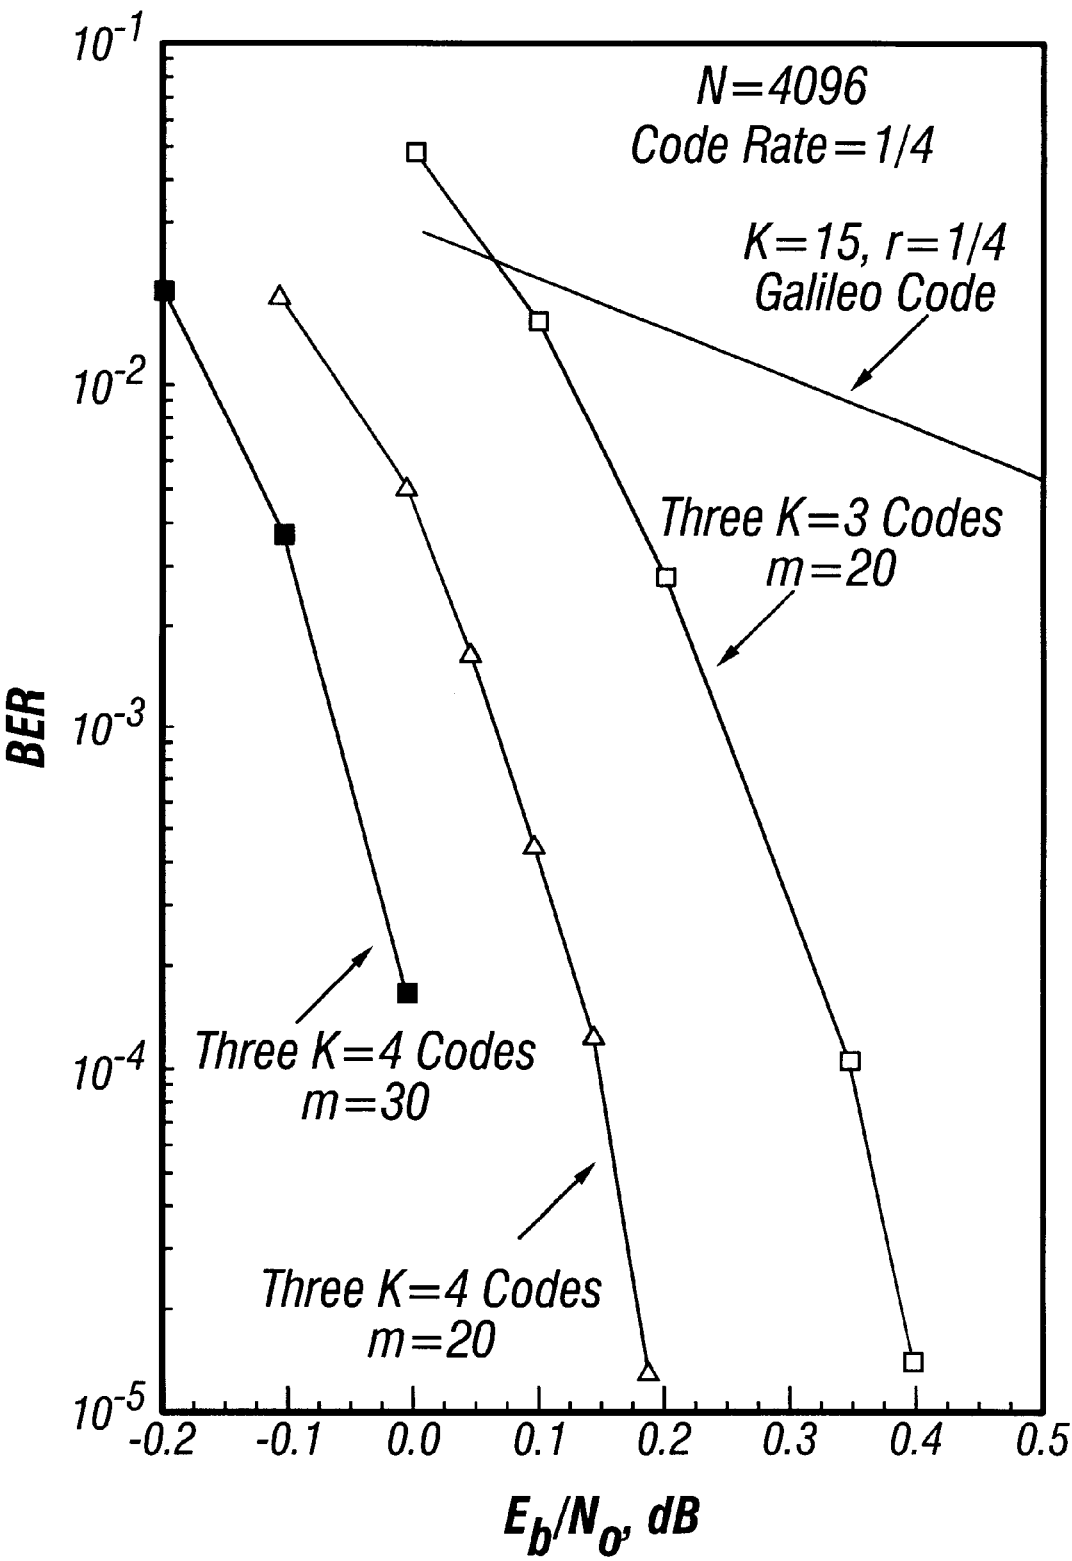 10-1
N=4096
Code Rate=1/4
K=15, r=1/4
Galileo Code
10-2
Three K=3 Codes
m=20
BER
10-3
Three K=4 Codes
m=30
10-4
Three K=4 Codes
m=20
10-5
-0.2 -0.1 0.0 0.1 0.2 0.3 0.4 0.5
Eb/No, dB